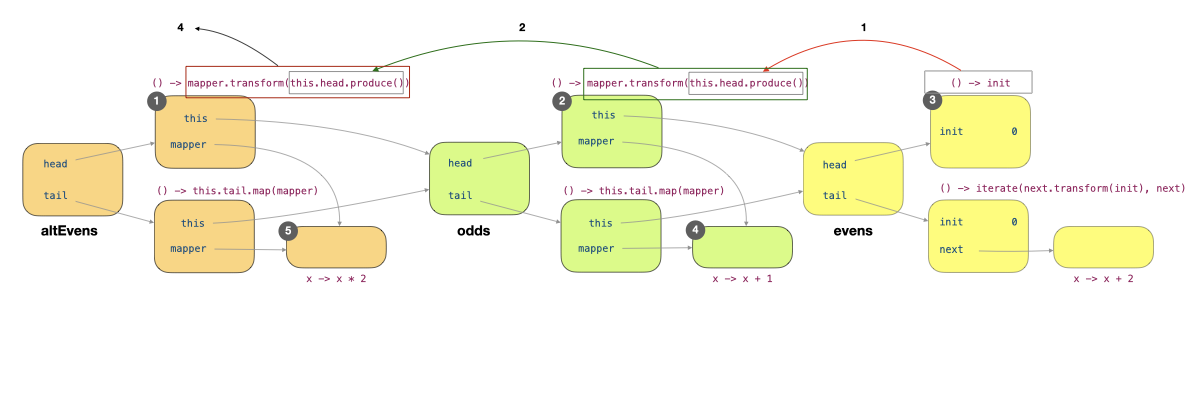 4
2
1
() -> mapper.transform(this.head.produce())
() -> mapper.transform(this.head.produce())
() -> init
1
this
mapper
2
this
mapper
3
init 0
head
tail
altEvens
head
tail
odds
head
tail
evens
() -> this.tail.map(mapper)
() -> this.tail.map(mapper)
() -> iterate(next.transform(init), next)
this
mapper
5
x -> x * 2
this
mapper
4
x -> x + 1
init 0
next
x -> x + 2